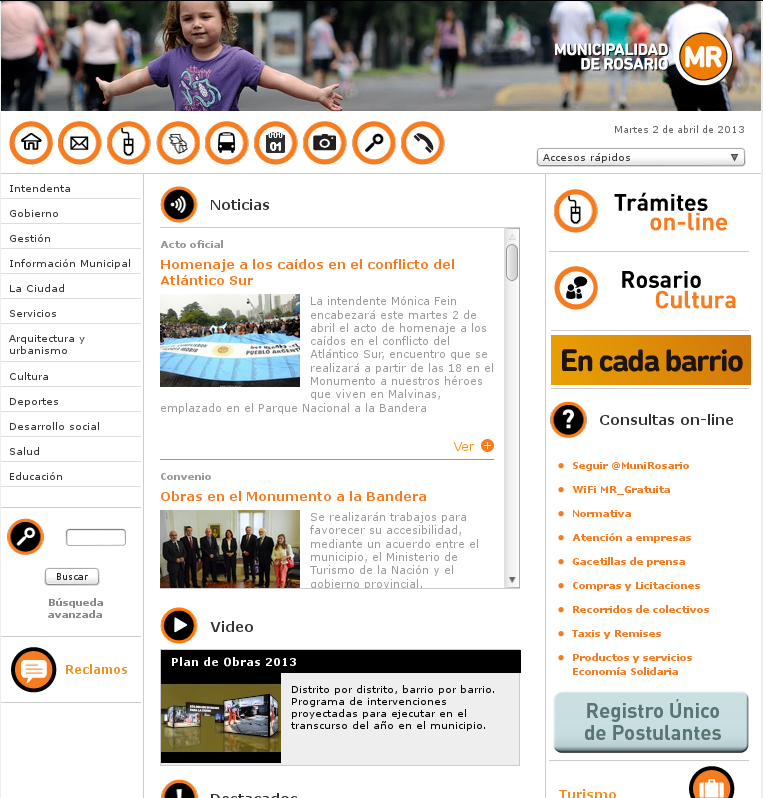 MUNICIPALIDAD
DE ROSARIO
MR
Martes 2 de abril de 2013
01
Accesos rápidos
Intendenta
Gobierno
Gestión
Información Municipal
La Ciudad
Servicios
Arquitectura y
urbanismo
Cultura
Deportes
Desarrollo social
Salud
Educación
Buscar
Búsqueda
avanzada
Reclamos
Noticias
Acto oficial
Homenaje a los caídos en el conflicto del
Atlántico Sur
La intendente Mónica Fein
encabezará este martes 2 de
abril el acto de homenaje a los
caídos en el conflicto del
Atlántico Sur, encuentro que se
realizará a partir de las 18 en el
Monumento a nuestros héroes
que viven en Malvinas,
emplazado en el Parque Nacional a la Bandera
Ver
Convenio
Obras en el Monumento a la Bandera
Se realizarán trabajos para
favorecer su accesibilidad,
mediante un acuerdo entre el
municipio, el Ministerio de
Turismo de la Nación y el
gobierno provincial.
Video
Plan de Obras 2013
Distrito por distrito, barrio por barrio.
Programa de intervenciones
proyectadas para ejecutar en el
transcurso del año en el municipio.
Destacados
Trámites
on-line
Rosario
Cultura
En cada barrio
Consultas on-line
Seguir @MuniRosario
WiFi MR_Gratuita
Normativa
Atención a empresas
Gacetillas de prensa
Compras y Licitaciones
Recorridos de colectivos
Taxis y Remises
Productos y servicios
Economía Solidaria
Registro Único
de Postulantes
Turismo